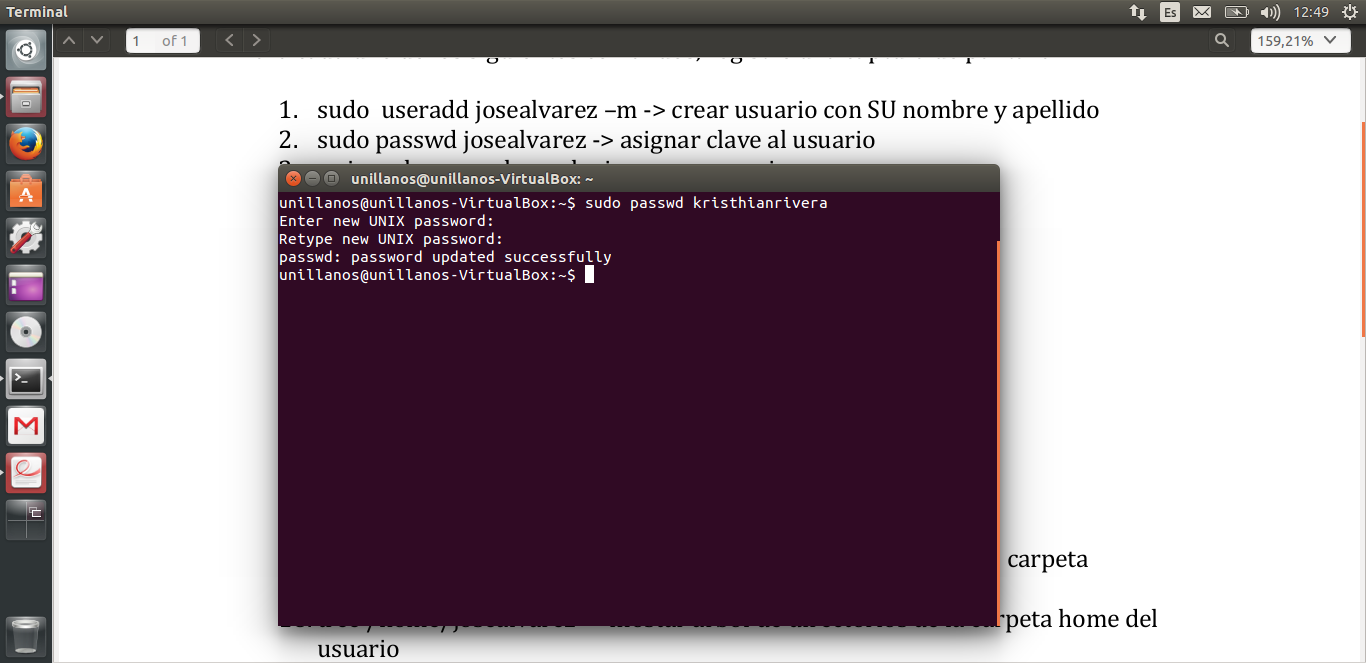 Terminal
Es
12:49
1 of 1
159,21%
1. sudo  useradd josealvarez –m -> crear usuario con SU nombre y apellido
2. sudo passwd josealvarez -> asignar clave al usuario
unillanos@unillanos-VirtualBox: ~
unillanos@unillanos-VirtualBox:~$ sudo passwd kristhianrivera
Enter new UNIX password:
Retype new UNIX password:
passwd: password updated successfully
unillanos@unillanos-VirtualBox:~$
carpeta
home del
usuario